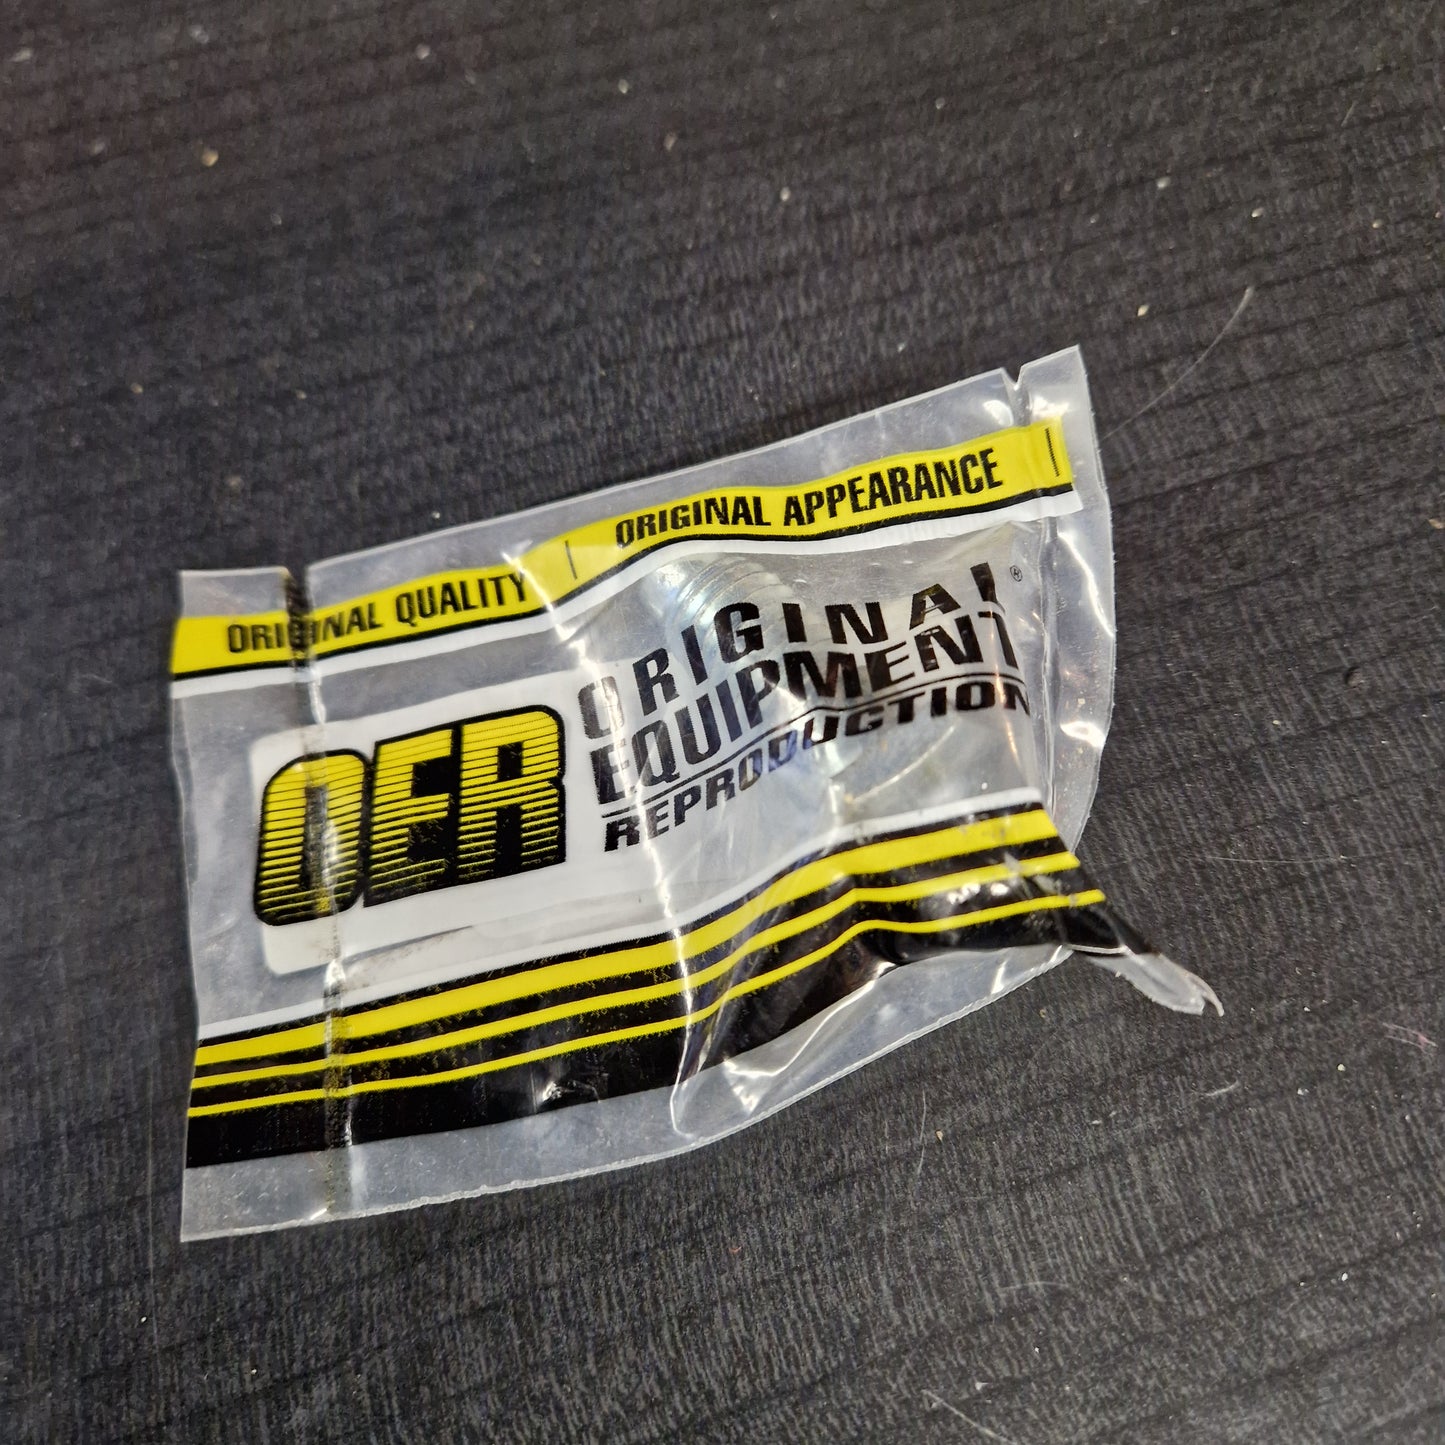 ORIGINAL QUALITY | ORIGINAL APPEARANCE |
OER
ORIGINAL
EQUIPMENT
REPRODUCTION